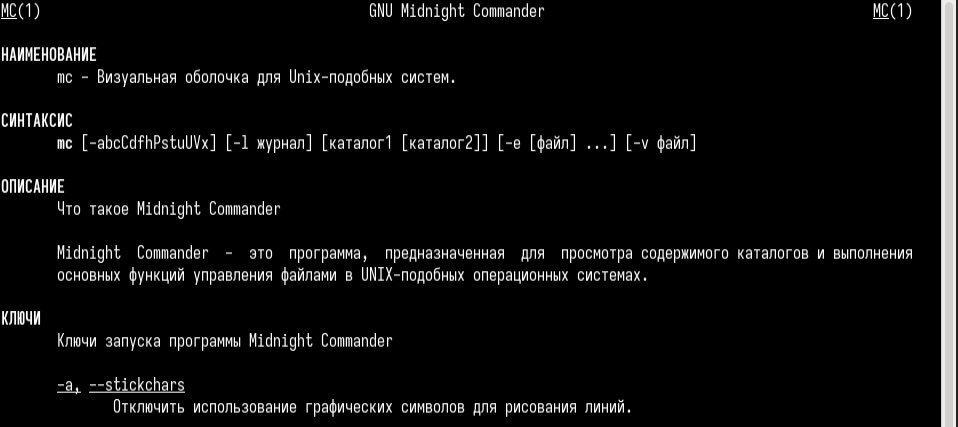 MC(1) GNU Midnight Commander MC(1)
НАИМЕНОВАНИЕ
mc - Визуальная оболочка для Unix-подобных систем.
СИНТАКСИС
mc [-abcCdfhPstuUVx] [-l журнал] [каталог1 [каталог2]] [-e [файл] ...] [-v файл]
ОПИСАНИЕ
Что такое Midnight Commander
Midnight Commander - это программа, предназначенная для просмотра содержимого каталогов и выполнения
основных функций управления файлами в UNIX-подобных операционных системах.
КЛЮЧИ
Ключи запуска программы Midnight Commander
-a, --stickchars
Отключить использование графических символов для рисования линий.